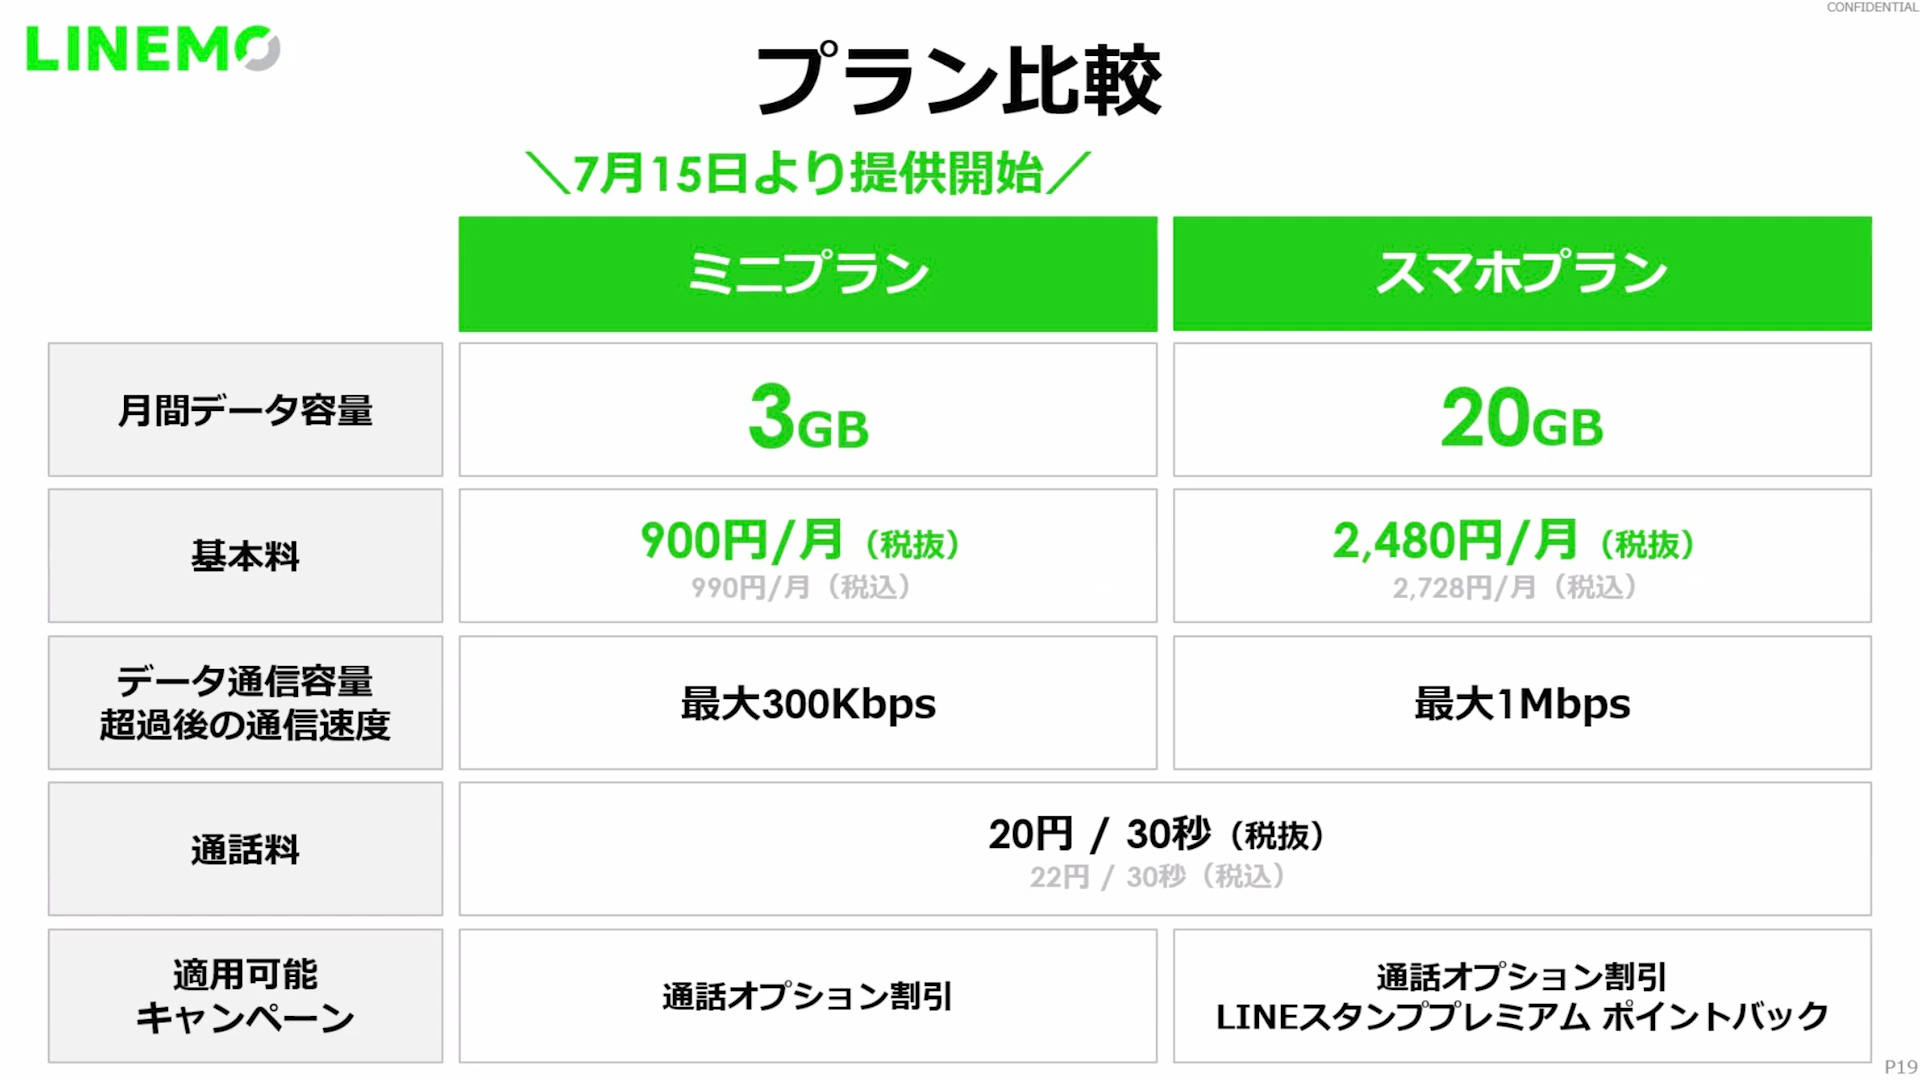 CONFIDENTIAL
LINEMO
プラン比較
＼7月15日より提供開始／
ミニプラン
スマホプラン
月間データ容量
3GB
20GB
基本料
900円/月（税抜）
990円/月（税込）
2,480円/月（税抜）
2,728円/月（税込）
データ通信容量
超過後の通信速度
最大300Kbps
最大1Mbps
通話料
20円 / 30秒（税抜）
22円 / 30秒（税込）
適用可能
キャンペーン
通話オプション割引
通話オプション割引
LINEスタンププレミアム ポイントバック
P19